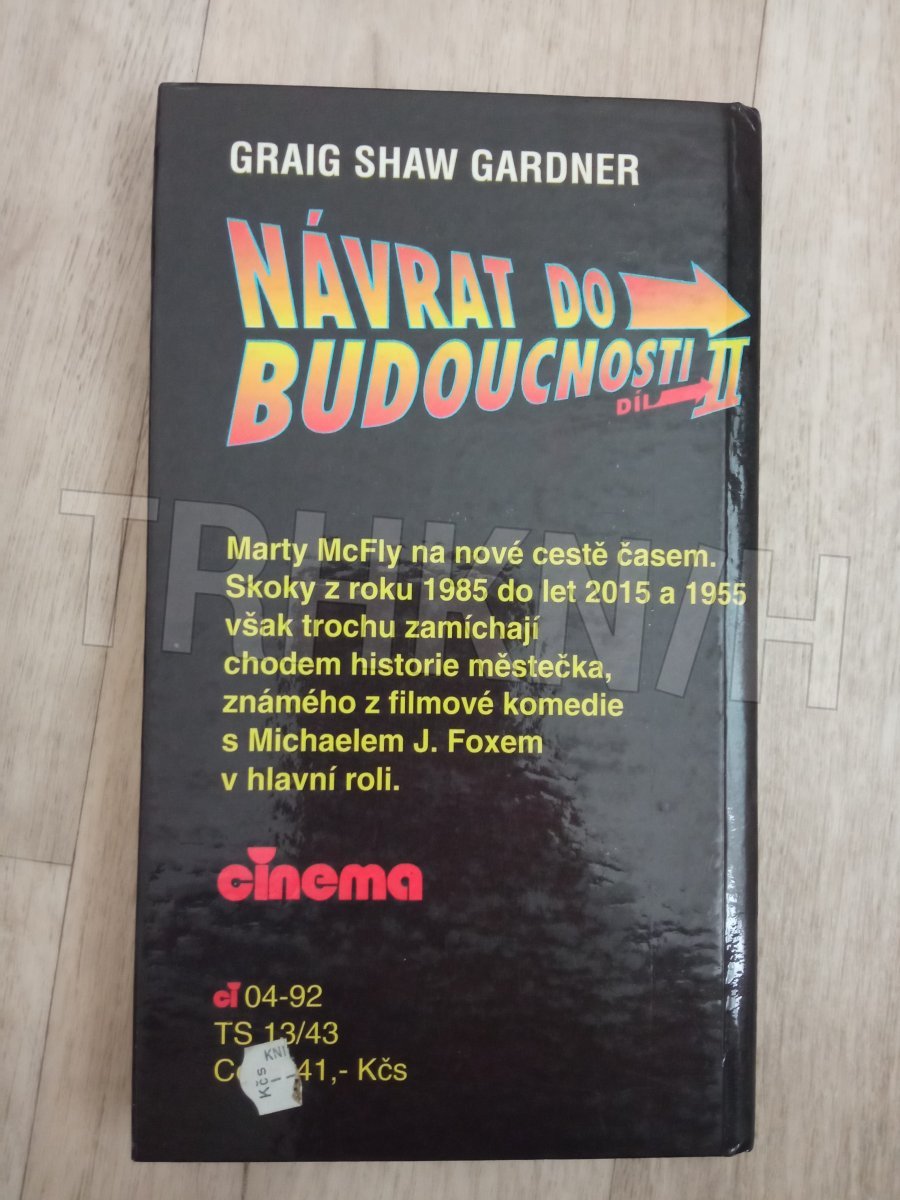 GRAIG SHAW GARDNER
NÁVRAT DO
BUDOUCNOSTI II
DÍL
Marty McFly na nové cestě časem.
Skoky z roku 1985 do let 2015 a 1955
však trochu zamíchají
chodem historie městečka,
známého z filmové komedie
s Michaelem J. Foxem
v hlavní roli.
cinema
ci 04-92
TS 13/43
41,- Kčs
Kčs
TRHKNIH